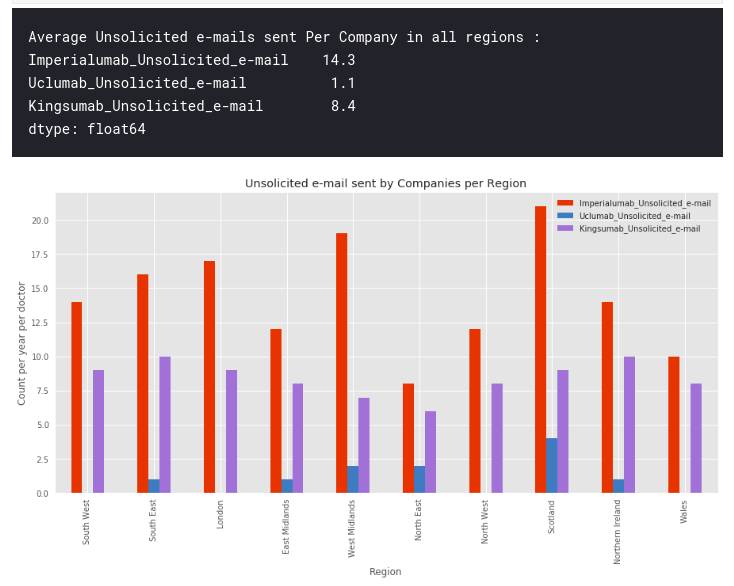 Average Unsolicited e-mails sent Per Company in all regions :
Imperialumab_Unsolicited_e-mail    14.3
Uclumab_Unsolicited_e-mail          1.1
Kingsumab_Unsolicited_e-mail        8.4
dtype: float64
Unsolicited e-mail sent by Companies per Region
Imperialumab_Unsolicited_e-mail
Uclumab_Unsolicited_e-mail
Kingsumab_Unsolicited_e-mail
Count per year per doctor
20.0
17.5
15.0
12.5
10.0
7.5
5.0
2.5
0.0
South West
South East
London
East Midlands
West Midlands
North East
North West
Scotland
Northern Ireland
Wales
Region